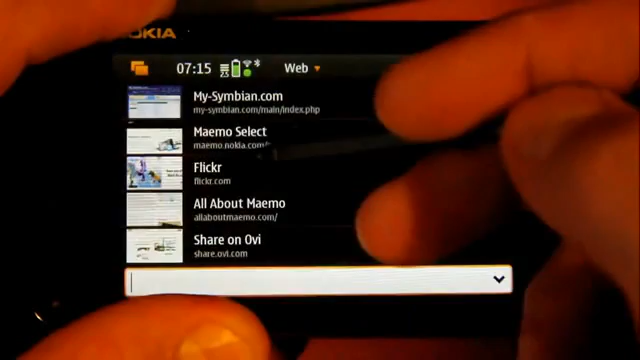 NOKIA
07:15 Web
My-Symbian.com
my-symbian.com/main/index.php
Maemo Select
maemo.nokia.com/
Flickr
flickr.com
All About Maemo
allaboutmaemo.com/
Share on Ovi
share.ovi.com